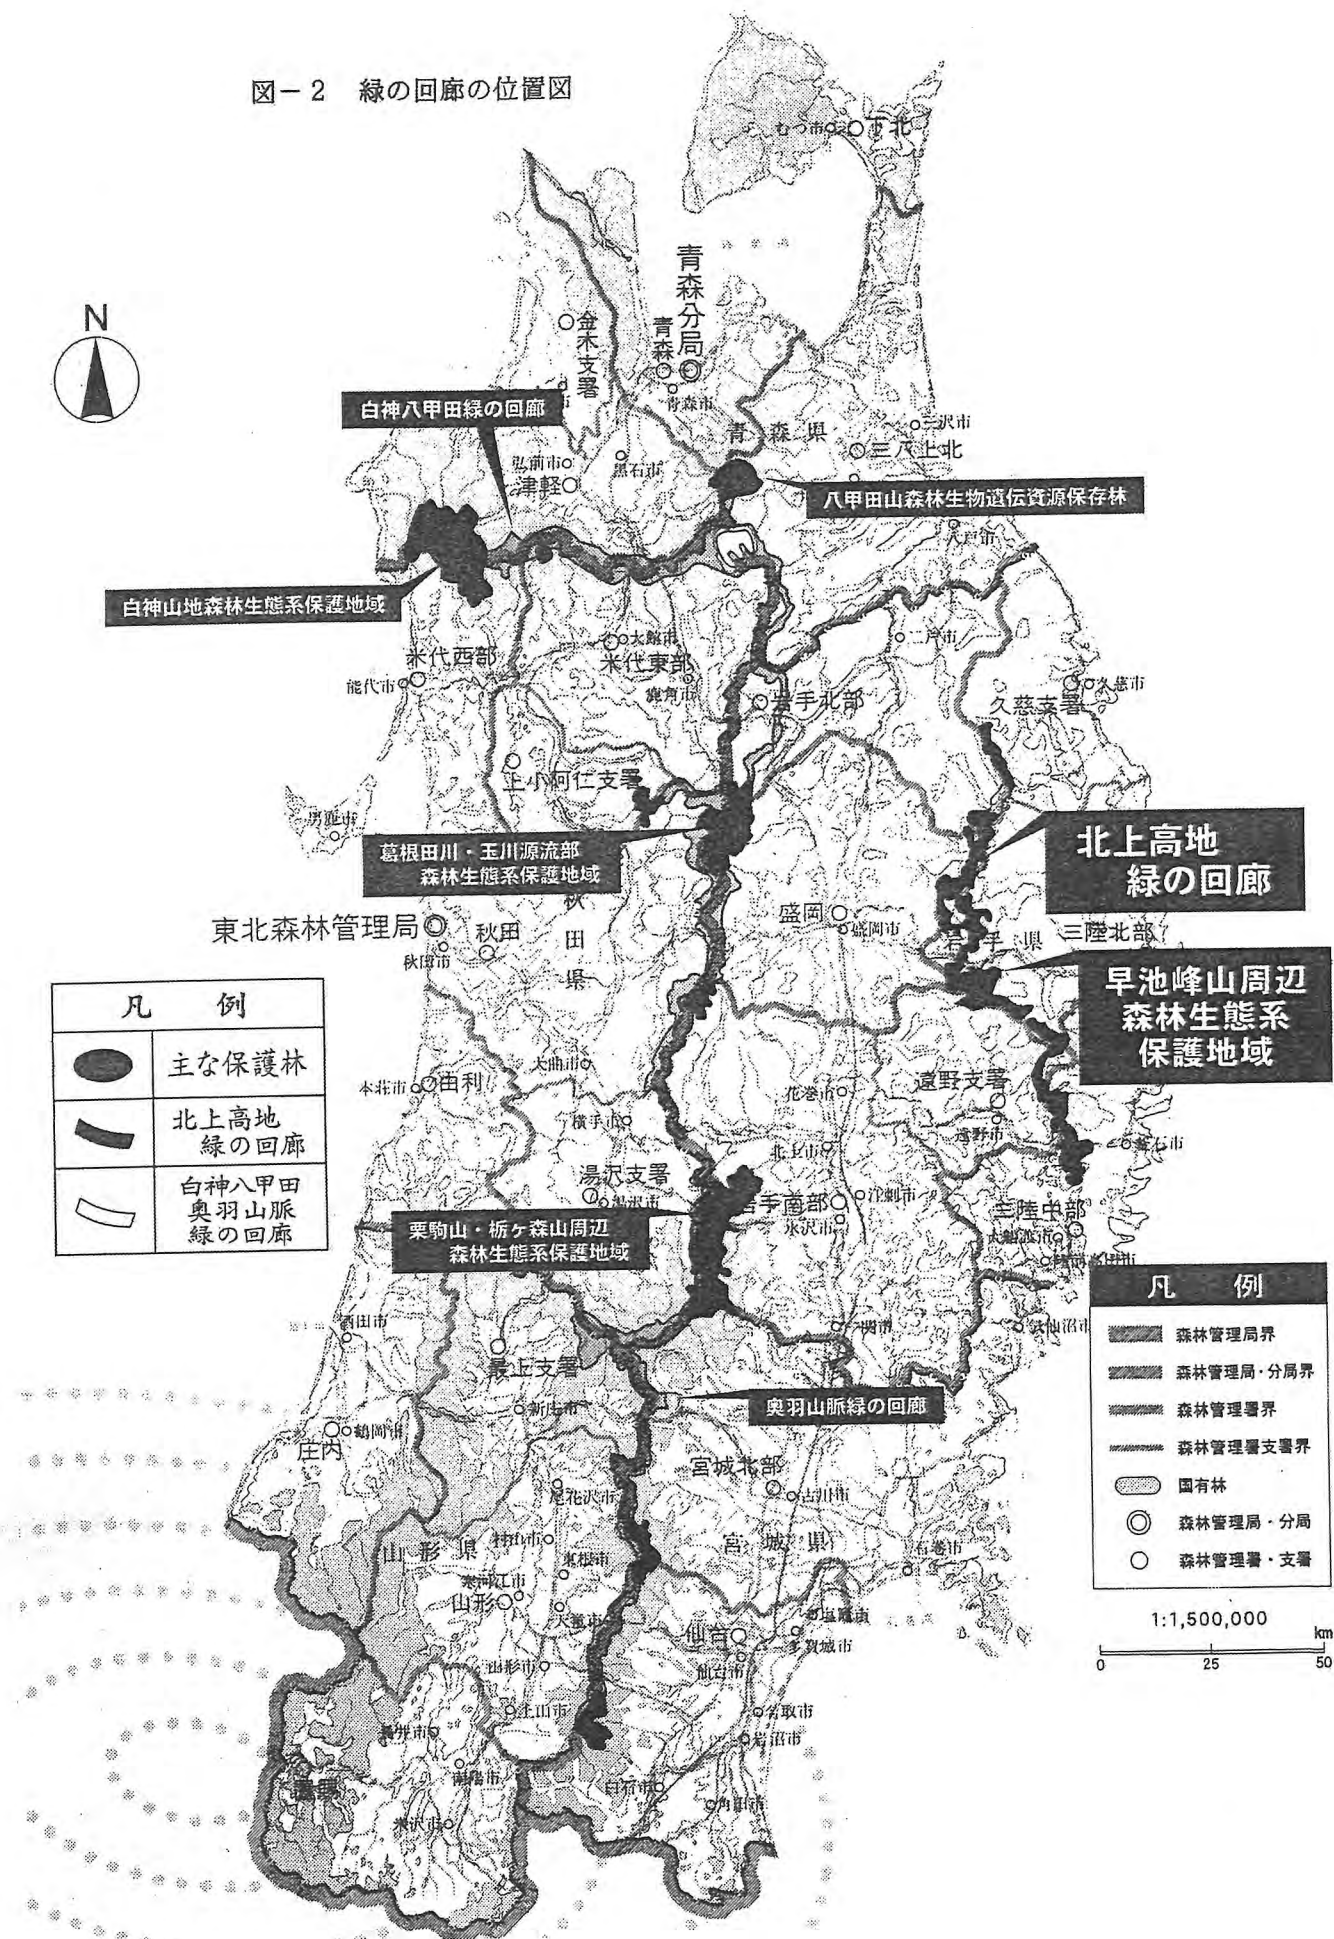 図－2　緑の回廊の位置図
むつ市
下北
N
青森分局
青森
青森市
金木支署
白神八甲田緑の回廊
青森県
三沢市
三八上北
弘前市
黒石市
津軽
八甲田山森林生物遺伝資源保存林
八戸市
白神山地森林生態系保護地域
二戸市
大館市
米代西部
米代東部
能代市
鹿角市
岩手北部
久慈支署
久慈市
上小阿仁支署
男鹿市
北上高地
緑の回廊
葛根田川・玉川源流部
森林生態系保護地域
秋田県
盛岡
盛岡市
東北森林管理局
秋田
秋田市
岩手県
三陸北部
早池峰山周辺
森林生態系
保護地域
凡　例
主な保護林
北上高地
緑の回廊
白神八甲田
奥羽山脈
緑の回廊
大曲市
本荘市
由利
花巻市
遠野支署
遠野市
横手市
北上市
釜石市
湯沢支署
湯沢市
岩手南部
江刺市
水沢市
三陸中部
大船渡市
陸前高田市
栗駒山・栃ヶ森山周辺
森林生態系保護地域
酒田市
一関市
気仙沼市
最上支署
新庄市
奥羽山脈緑の回廊
鶴岡市
庄内
宮城北部
古川市
尾花沢市
村山市
山形県
東根市
宮城県
石巻市
寒河江市
山形
天童市
塩竈市
仙台
多賀城市
仙台市
山形市
上山市
名取市
岩沼市
長井市
南陽市
白石市
角田市
米沢市
凡　例
森林管理局界
森林管理局・分局界
森林管理署界
森林管理署支署界
国有林
森林管理局・分局
森林管理署・支署
1:1,500,000
km
0 25 50